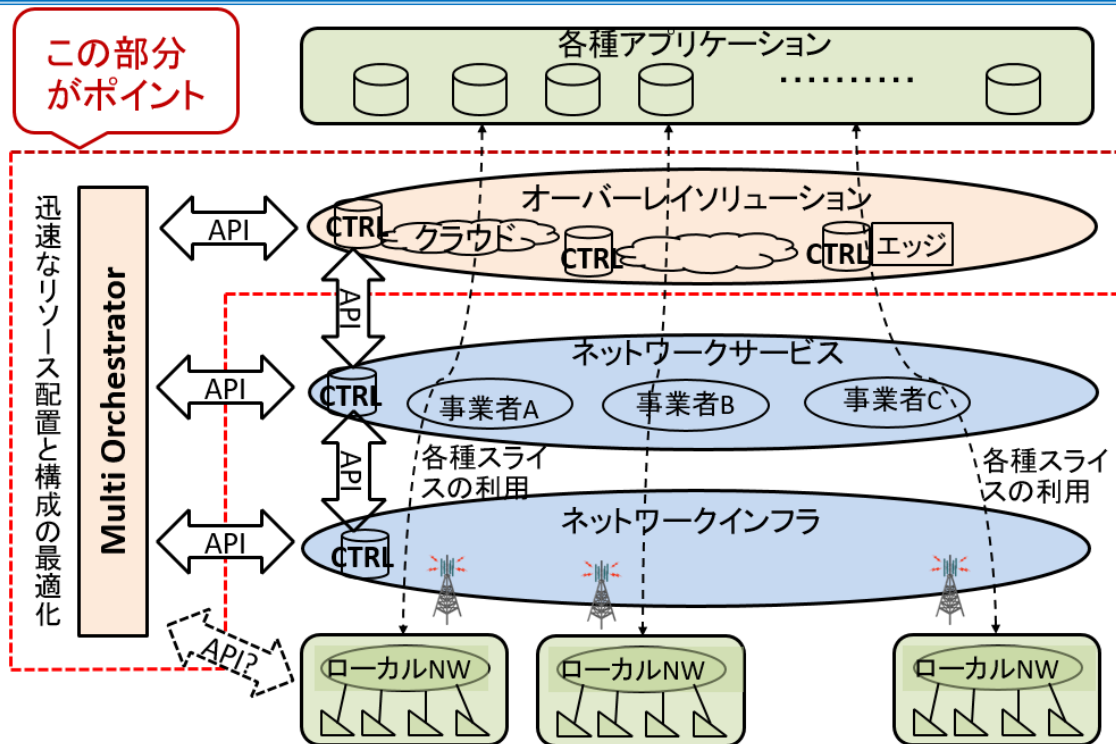 この部分
がポイント
各種アプリケーション
・・・・・・・・・・
迅速なリソース配置と構成の最適化
Multi Orchestrator
API
オーバーレイソリューション
CTRL
クラウド
CTRL
CTRL
エッジ
API
API
ネットワークサービス
CTRL
事業者A
事業者B
事業者C
API
各種スライ
スの利用
各種スライ
スの利用
API
ネットワークインフラ
CTRL
API?
ローカルNW
ローカルNW
ローカルNW